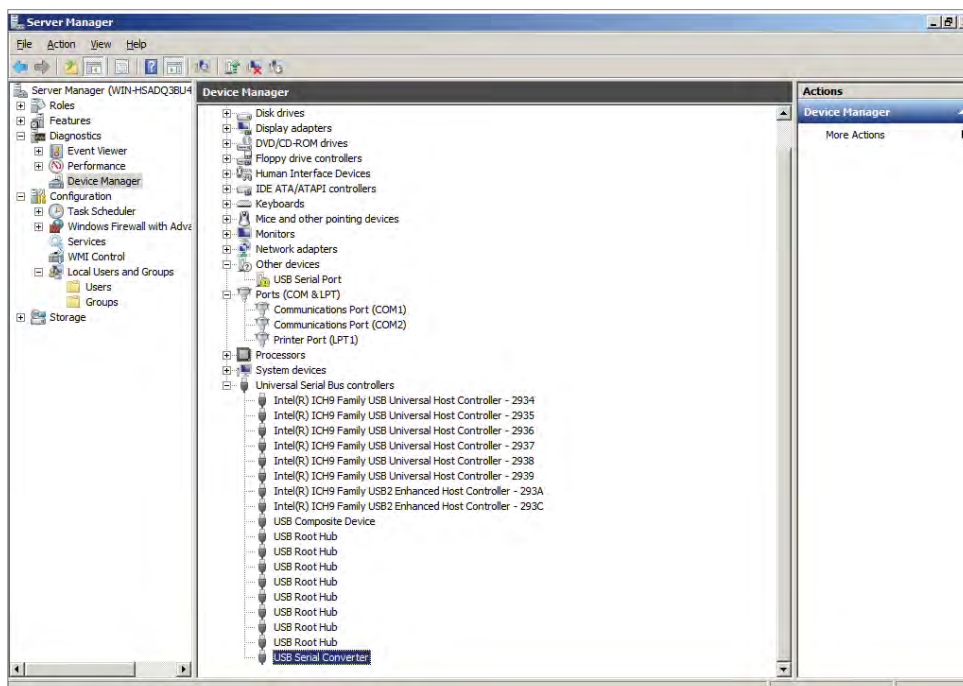 Server Manager
File Action View Help
Server Manager (WIN-HSADQ3BU4
Roles
Features
Diagnostics
Event Viewer
Performance
Device Manager
Configuration
Task Scheduler
Windows Firewall with Adva
Services
WMI Control
Local Users and Groups
Users
Groups
Storage
Device Manager
Disk drives
Display adapters
DVD/CD-ROM drives
Floppy drive controllers
Human Interface Devices
IDE ATA/ATAPI controllers
Keyboards
Mice and other pointing devices
Monitors
Network adapters
Other devices
USB Serial Port
Ports (COM & LPT)
Communications Port (COM1)
Communications Port (COM2)
Printer Port (LPT1)
Processors
System devices
Universal Serial Bus controllers
Intel(R) ICH9 Family USB Universal Host Controller - 2934
Intel(R) ICH9 Family USB Universal Host Controller - 2935
Intel(R) ICH9 Family USB Universal Host Controller - 2936
Intel(R) ICH9 Family USB Universal Host Controller - 2937
Intel(R) ICH9 Family USB Universal Host Controller - 2938
Intel(R) ICH9 Family USB Universal Host Controller - 2939
Intel(R) ICH9 Family USB2 Enhanced Host Controller - 293A
Intel(R) ICH9 Family USB2 Enhanced Host Controller - 293C
USB Composite Device
USB Root Hub
USB Root Hub
USB Root Hub
USB Root Hub
USB Root Hub
USB Root Hub
USB Root Hub
USB Root Hub
USB Serial Converter
Actions
Device Manager
More Actions